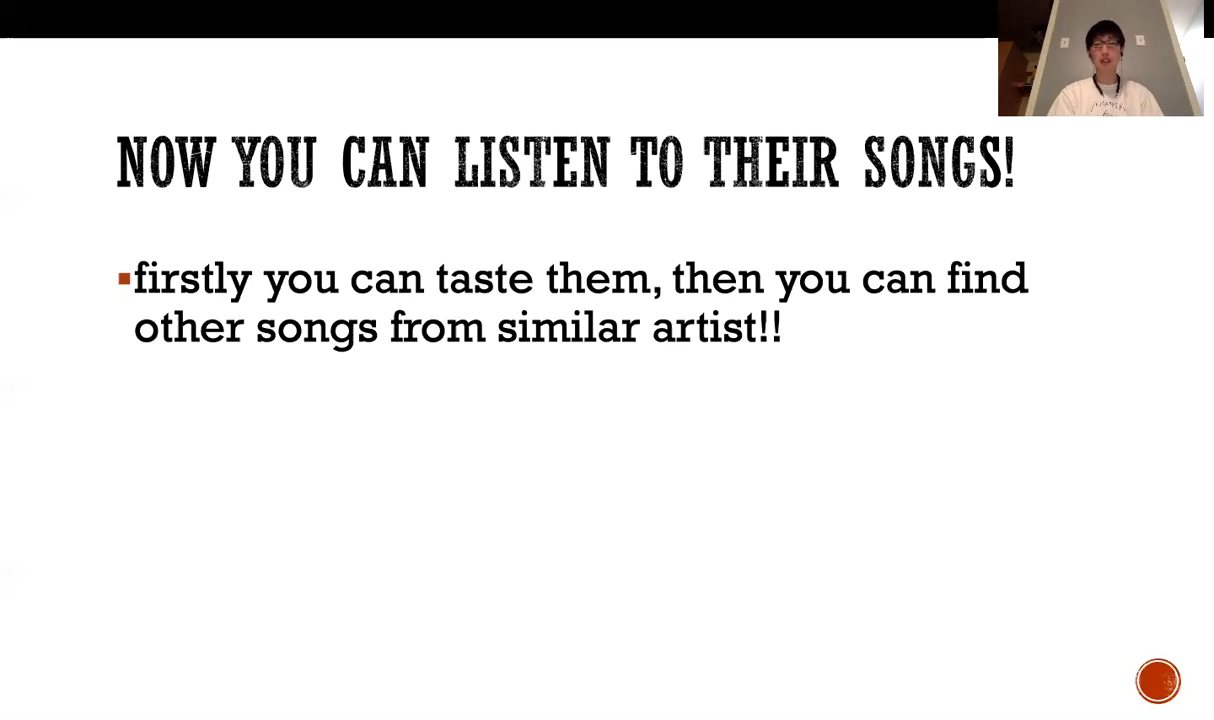 NOW YOU CAN LISTEN TO THEIR SONGS!
▪firstly you can taste them, then you can find
other songs from similar artist!!